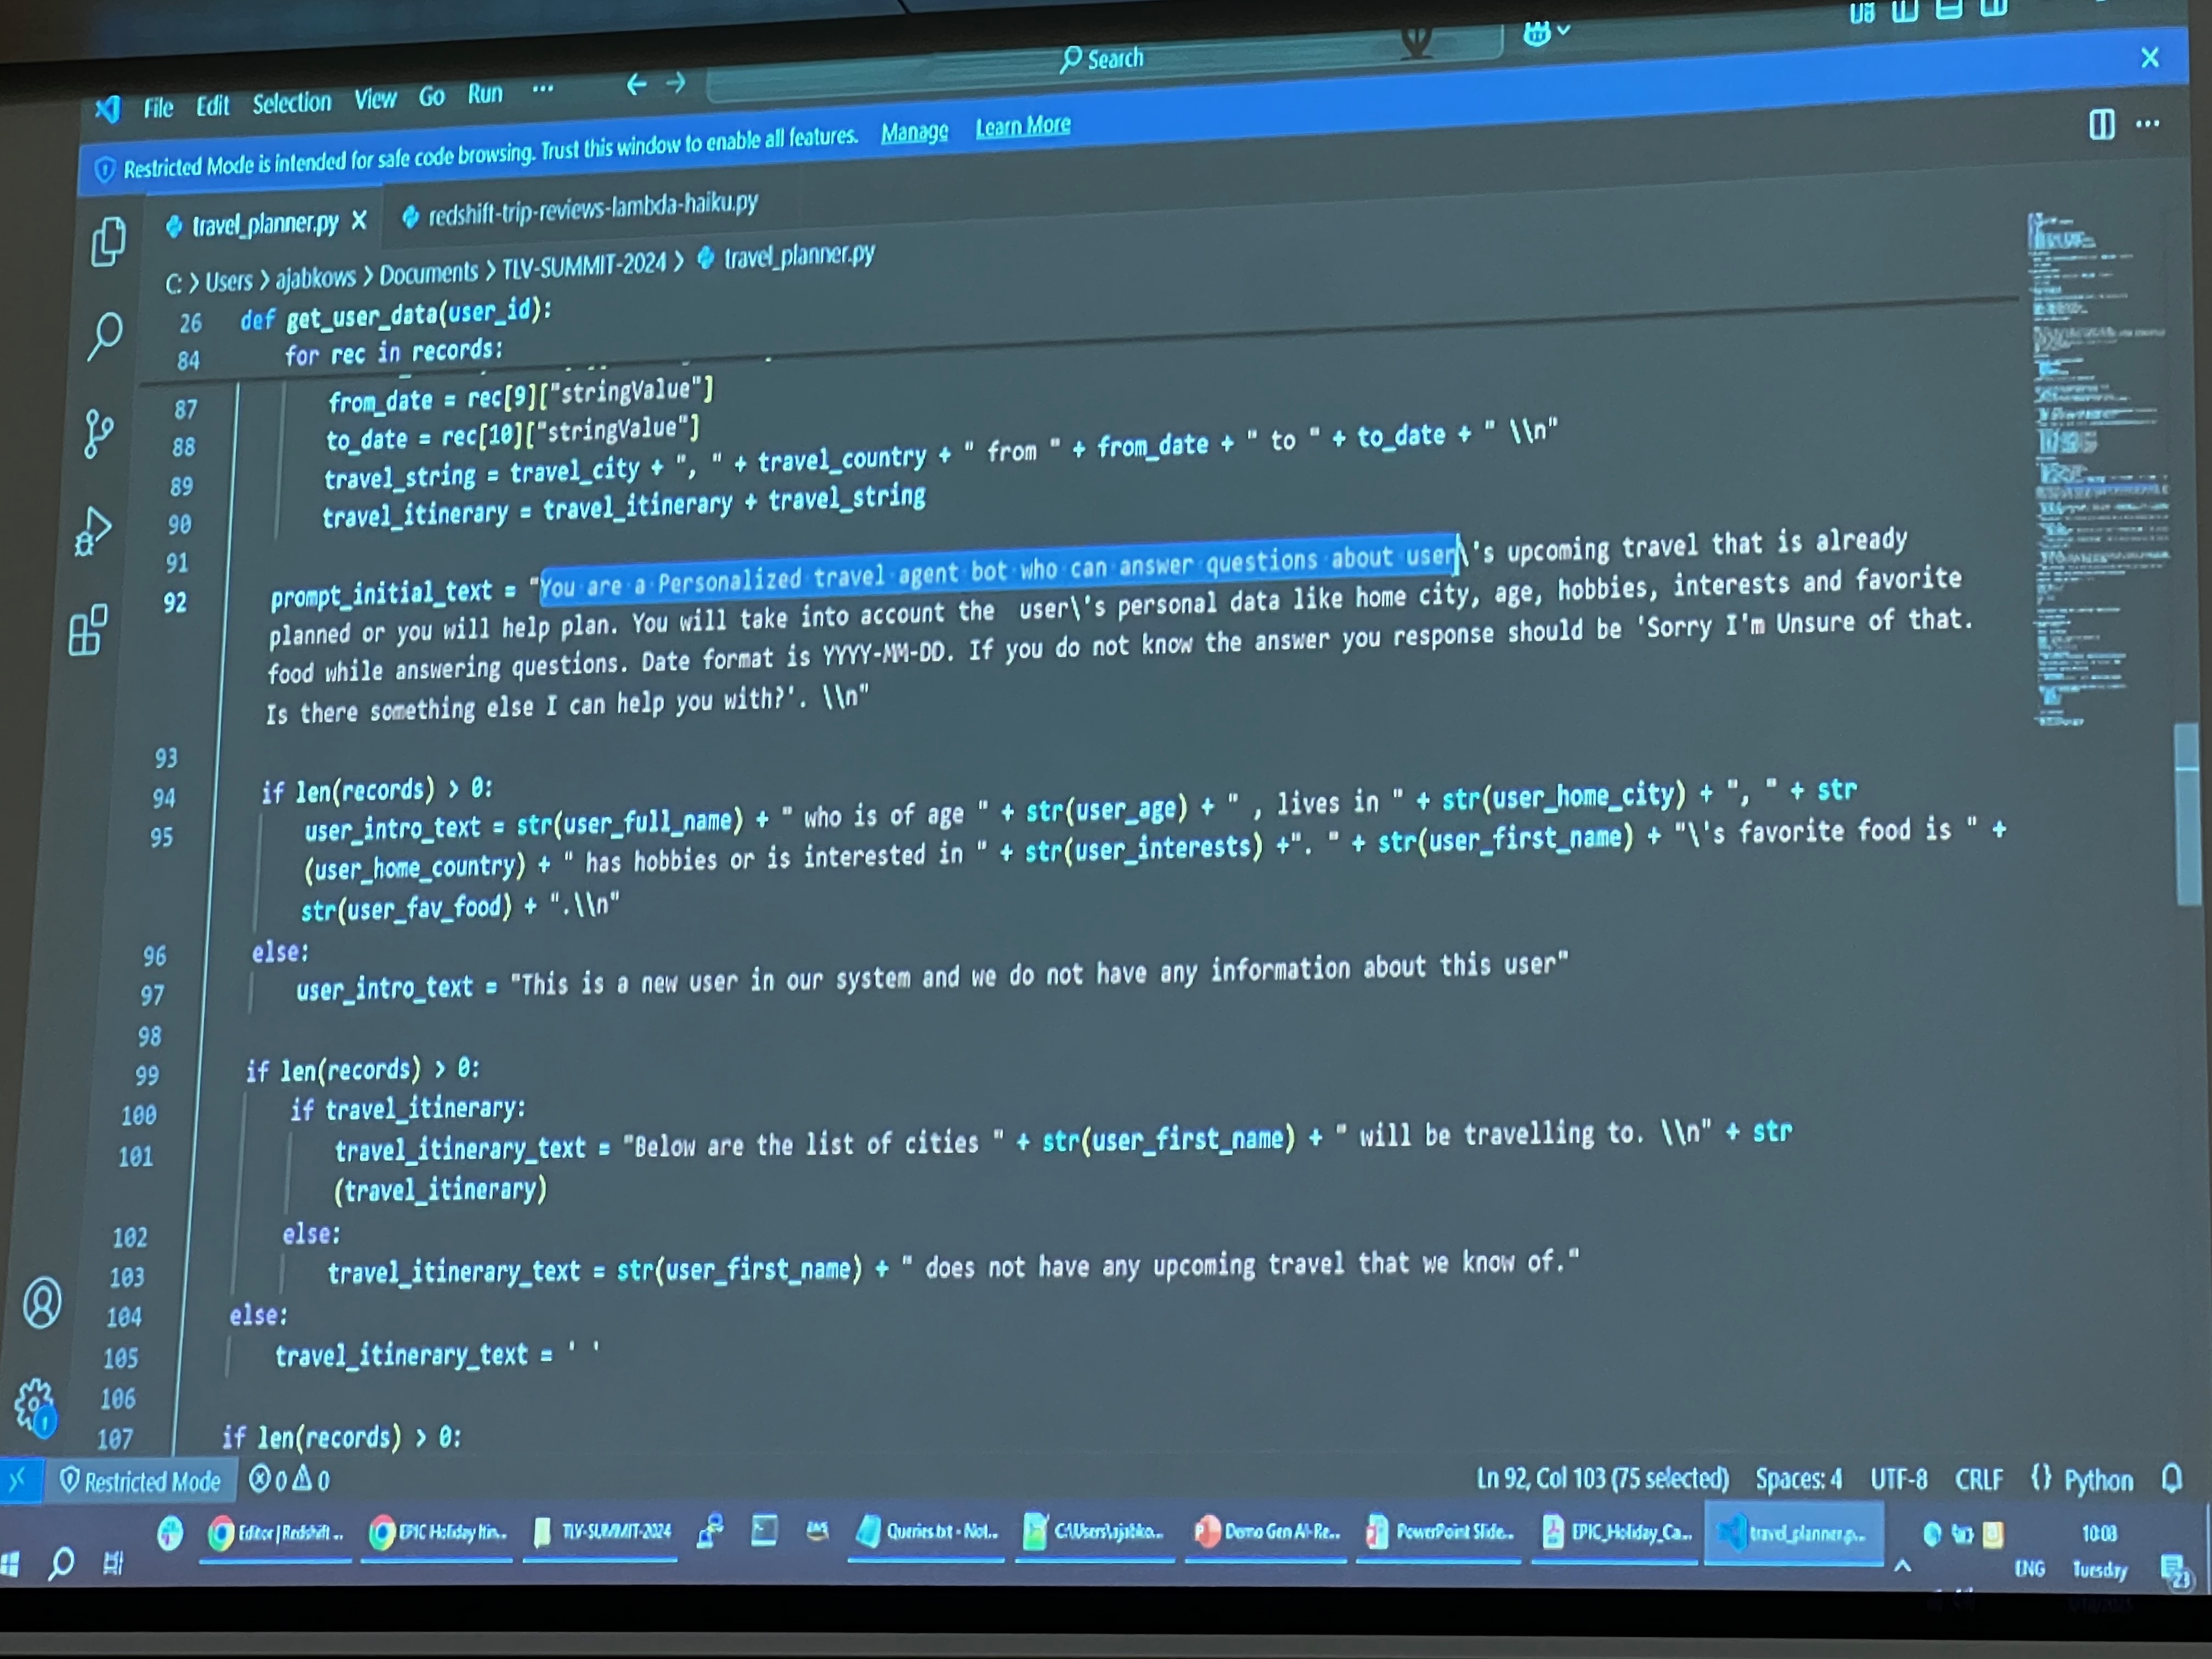 File Edit Selection View Go Run ··· ← → Search
Restricted Mode is intended for safe code browsing. Trust this window to enable all features. Manage Learn More
travel_planner.py X redshift-trip-reviews-lambda-haiku.py
C: > Users > ajabkows > Documents > TLV-SUMMIT-2024 > travel_planner.py
26 def get_user_data(user_id):
84 for rec in records:
87 from_date = rec[9]["stringValue"]
88 to_date = rec[10]["stringValue"]
89 travel_string = travel_city + ", " + travel_country + " from " + from_date + " to " + to_date + " \\n"
90 travel_itinerary = travel_itinerary + travel_string
91
92 prompt_initial_text = "You are a Personalized travel agent bot who can answer questions about user\'s upcoming travel that is already
planned or you will help plan. You will take into account the  user\'s personal data like home city, age, hobbies, interests and favorite
food while answering questions. Date format is YYYY-MM-DD. If you do not know the answer you response should be 'Sorry I'm Unsure of that.
Is there something else I can help you with?'. \\n"
93
94 if len(records) > 0:
95 user_intro_text = str(user_full_name) + " who is of age " + str(user_age) + " , lives in " + str(user_home_city) + ", " + str
(user_home_country) + " has hobbies or is interested in " + str(user_interests) +". " + str(user_first_name) + "\'s favorite food is " +
str(user_fav_food) + ".\\n"
96 else:
97 user_intro_text = "This is a new user in our system and we do not have any information about this user"
98
99 if len(records) > 0:
100 if travel_itinerary:
101 travel_itinerary_text = "Below are the list of cities " + str(user_first_name) + " will be travelling to. \\n" + str
(travel_itinerary)
102 else:
103 travel_itinerary_text = str(user_first_name) + " does not have any upcoming travel that we know of."
104 else:
105 travel_itinerary_text = ' '
106
107 if len(records) > 0:
Restricted Mode 0 0 Ln 92, Col 103 (75 selected) Spaces: 4 UTF-8 CRLF {} Python
Editor | Redshift ... EPIC Holiday Itin... TLV-SUMMIT-2024 Queries.txt - Not... C:\Users\ajabko... Demo Gen AI-Re... PowerPoint Slide... EPIC_Holiday_Ca... travel_planner.p... 10:03
ENG Tuesday 23